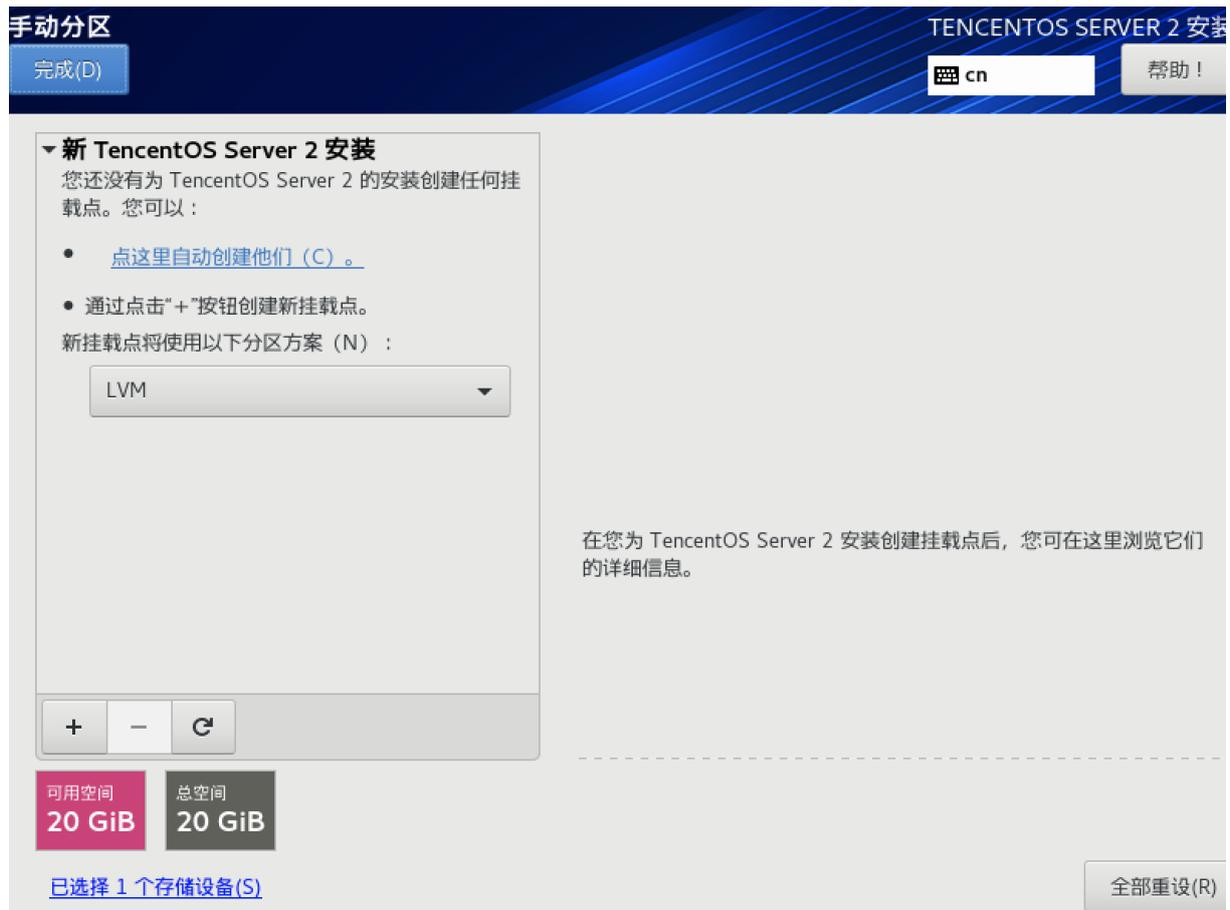 手动分区
TENCENTOS SERVER 2 安装
完成(D)
cn
帮助！
新 TencentOS Server 2 安装
您还没有为 TencentOS Server 2 的安装创建任何挂
载点。您可以：
点这里自动创建他们（C）。
通过点击“+”按钮创建新挂载点。
新挂载点将使用以下分区方案（N）：
LVM
在您为 TencentOS Server 2 安装创建挂载点后，您可在这里浏览它们
的详细信息。
+ −
可用空间
20 GiB
总空间
20 GiB
已选择 1 个存储设备(S)
全部重设(R)